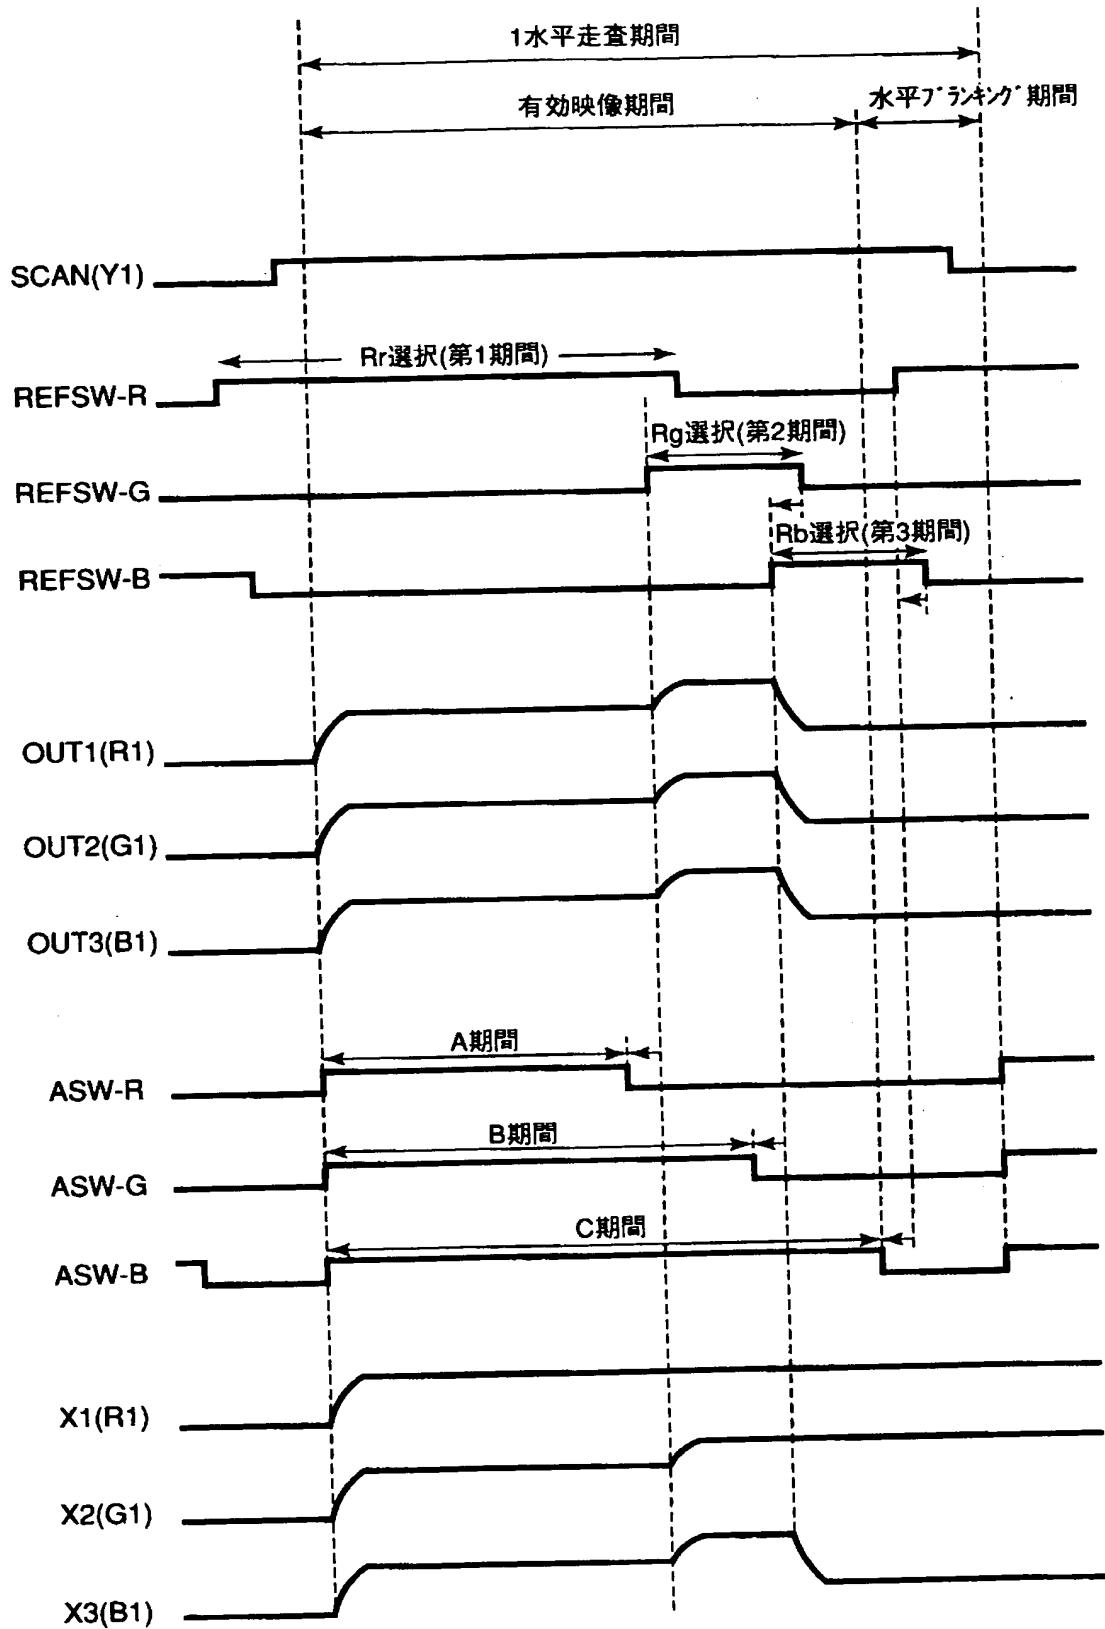 1水平走査期間
有効映像期間
水平ブランキング期間
SCAN(Y1)
Rr選択(第1期間)
REFSW-R
Rg選択(第2期間)
REFSW-G
Rb選択(第3期間)
REFSW-B
OUT1(R1)
OUT2(G1)
OUT3(B1)
A期間
ASW-R
B期間
ASW-G
C期間
ASW-B
X1(R1)
X2(G1)
X3(B1)